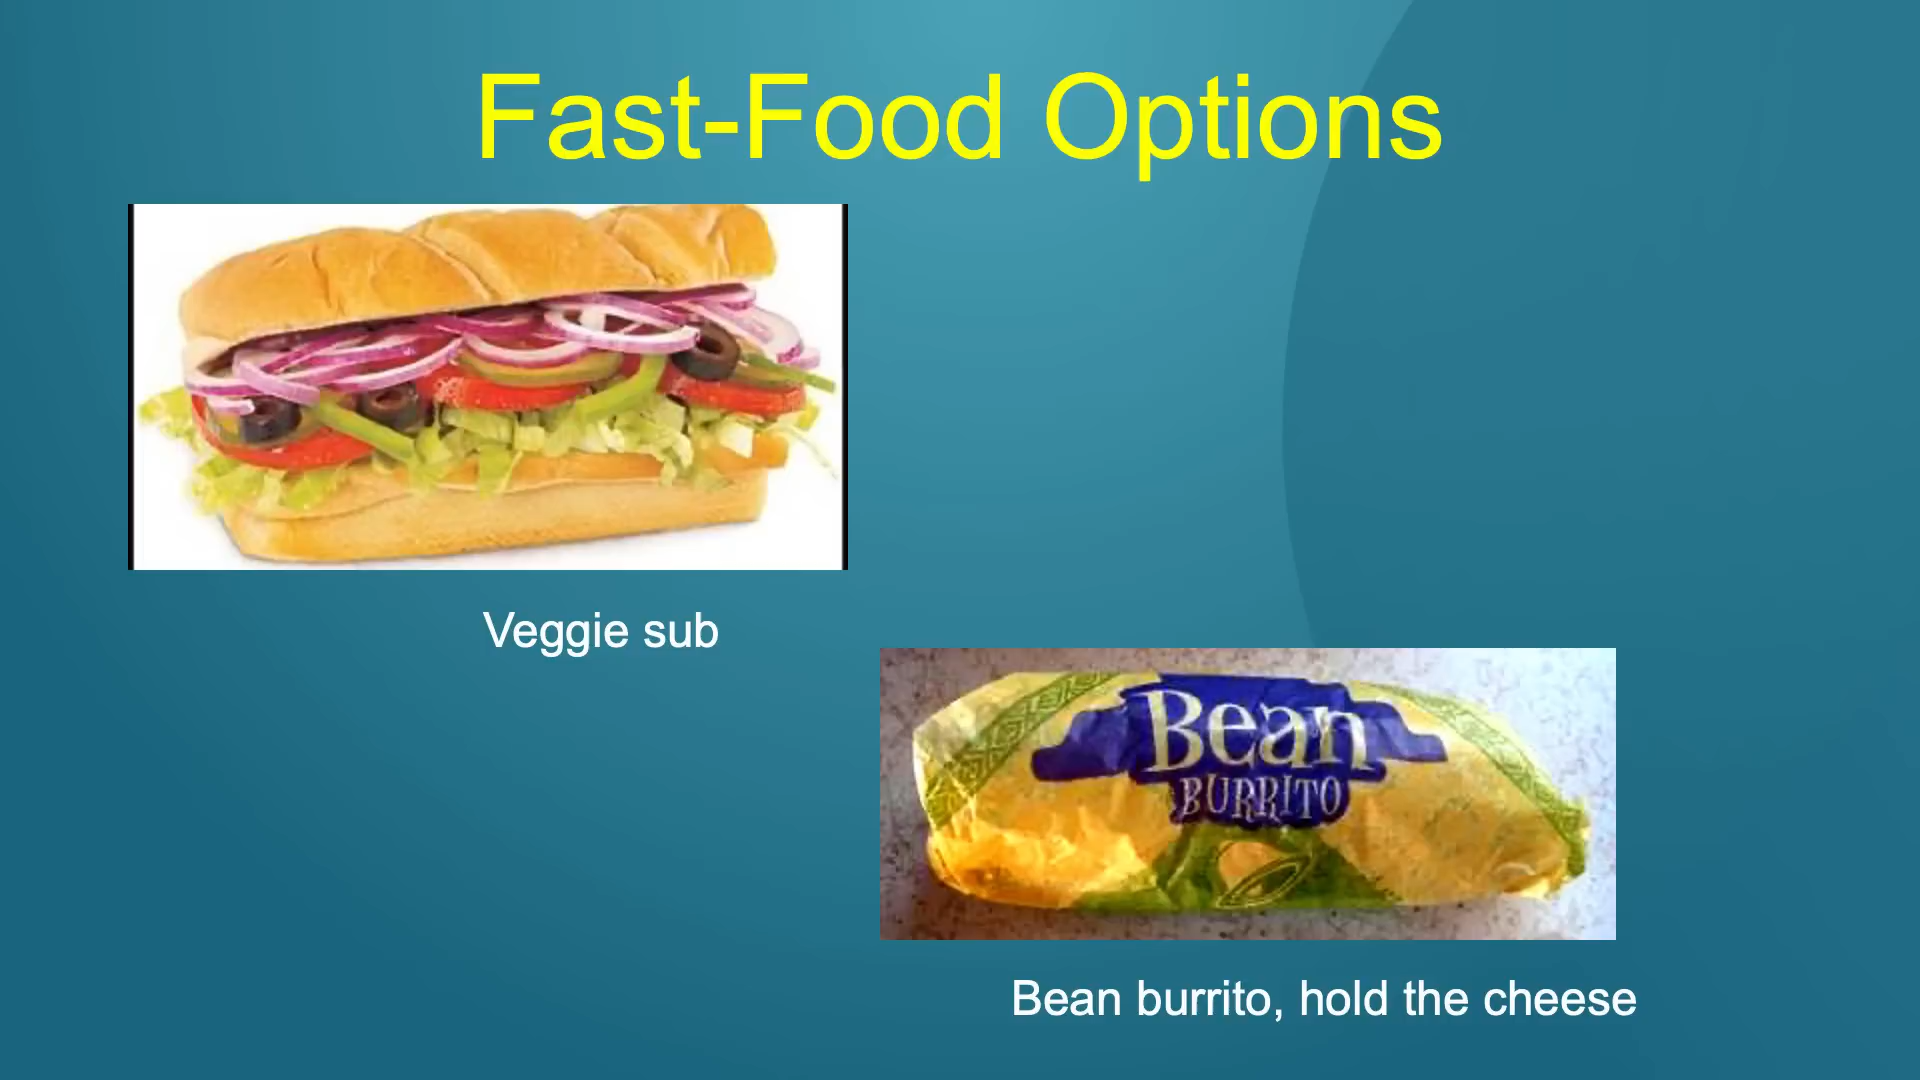 Fast-Food Options
Veggie sub
Bean
BURRITO
Bean burrito, hold the cheese